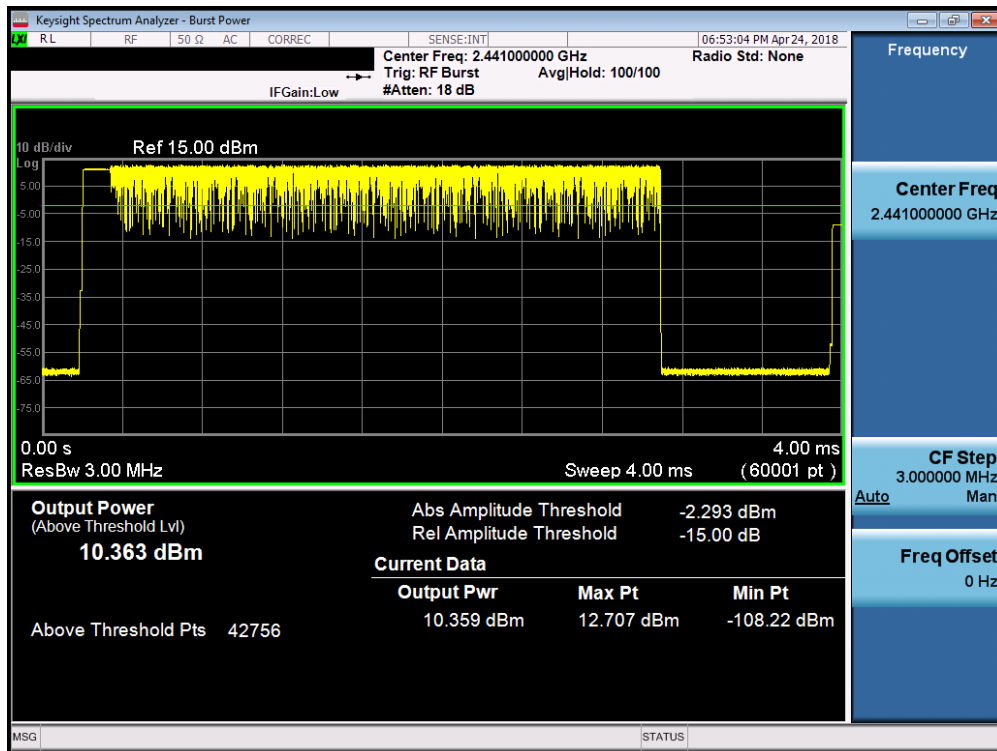 Keysight Spectrum Analyzer - Burst Power
LXI RL RF 50 Ω AC CORREC SENSE:INT 06:53:04 PM Apr 24, 2018
Center Freq: 2.441000000 GHz Radio Std: None
Trig: RF Burst Avg|Hold: 100/100
IFGain:Low #Atten: 18 dB
Frequency
10 dB/div Ref 15.00 dBm
Log
5.00
-5.00
-15.0
-25.0
-35.0
-45.0
-55.0
-65.0
-75.0
0.00 s 4.00 ms
ResBw 3.00 MHz Sweep 4.00 ms (60001 pt)
Center Freq
2.441000000 GHz
CF Step
3.000000 MHz
Auto Man
Freq Offset
0 Hz
Output Power
(Above Threshold Lvl)
10.363 dBm
Above Threshold Pts 42756
Abs Amplitude Threshold -2.293 dBm
Rel Amplitude Threshold -15.00 dB
Current Data
Output Pwr Max Pt Min Pt
10.359 dBm 12.707 dBm -108.22 dBm
MSG STATUS